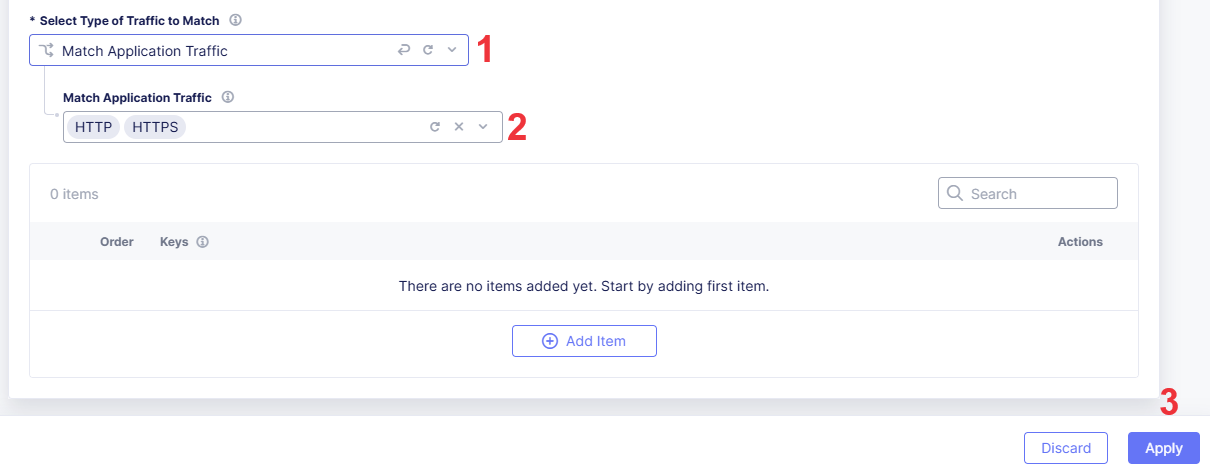 * Select Type of Traffic to Match
Match Application Traffic
1
Match Application Traffic
HTTP HTTPS
2
0 items
Search
Order Keys Actions
There are no items added yet. Start by adding first item.
Add Item
3
Discard Apply